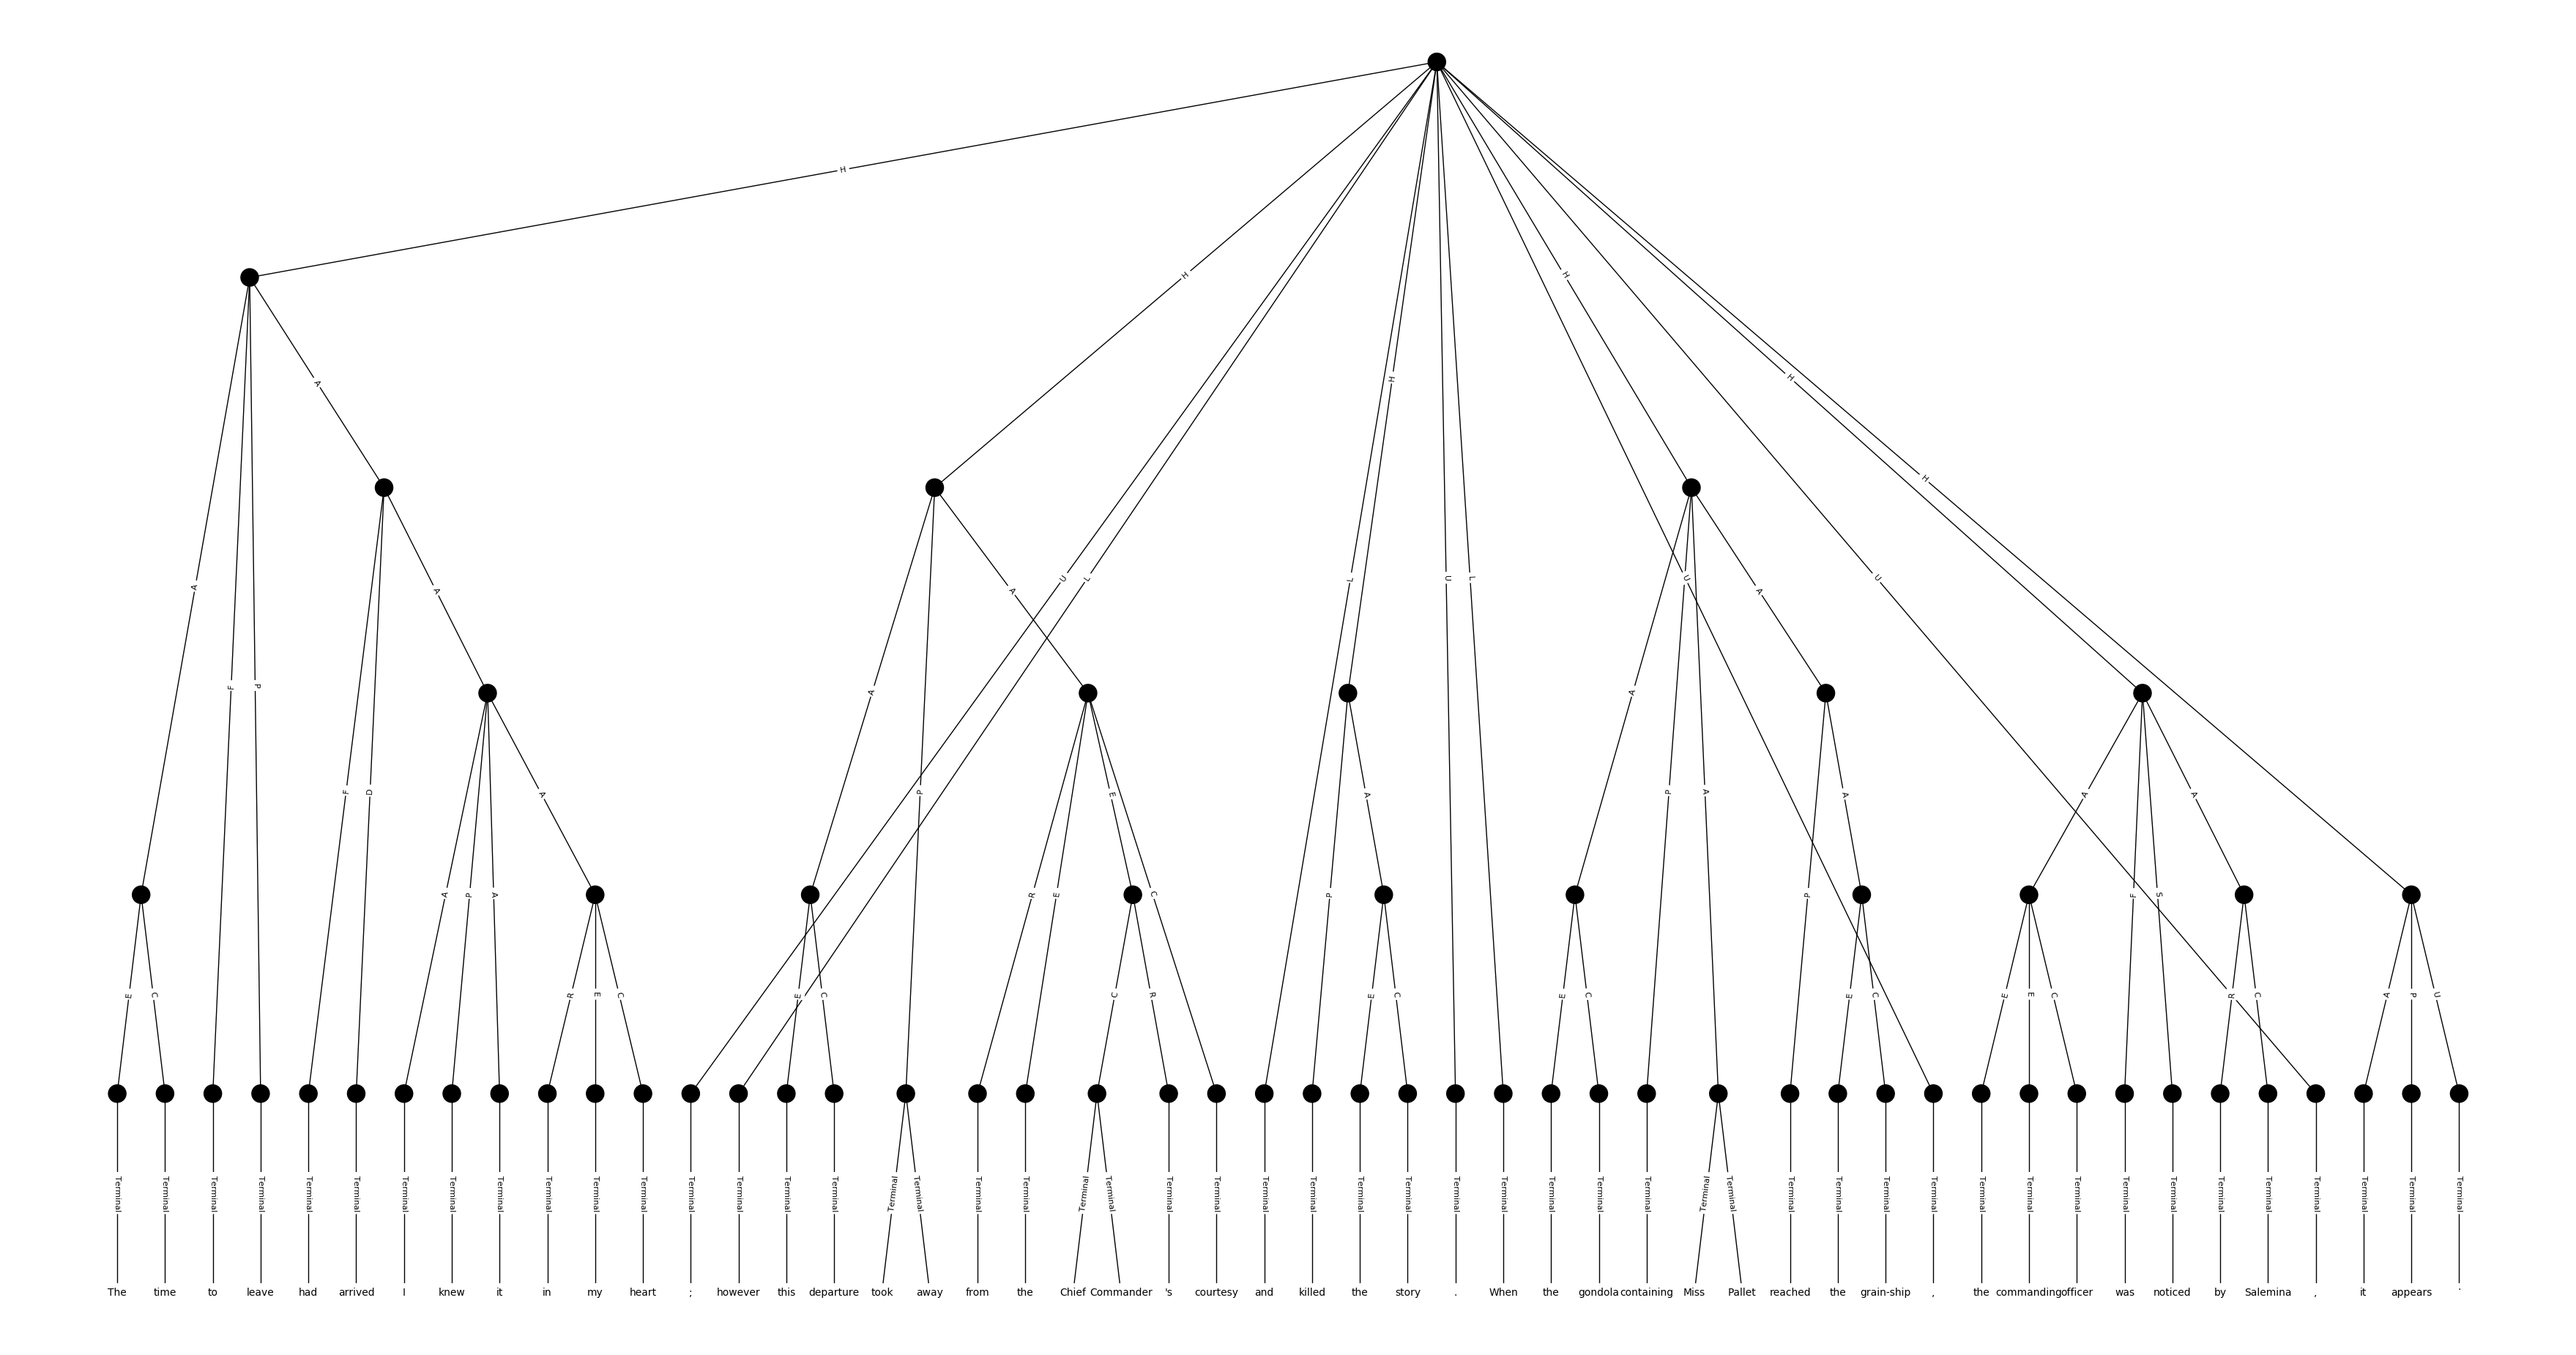 H
H
H
H
H
A
H
H
U
L
L
U
L
U
U
A
A
A
A
F
P
A
P
A
A
F
D
A
P
E
A
P
A
A
A
A
A
P
A
R
E
C
P
P
F
S
E
C
R
E
C
E
C
C
R
E
C
E
C
E
C
E
E
C
R
C
A
P
U
Terminal Terminal Terminal Terminal Terminal Terminal Terminal Terminal Terminal Terminal Terminal Terminal Terminal Terminal Terminal Terminal Terminal Terminal Terminal Terminal Terminal Terminal Terminal Terminal Terminal Terminal Terminal Terminal Terminal Terminal Terminal Terminal Terminal Terminal Terminal Terminal Terminal Terminal Terminal Terminal Terminal Terminal Terminal Terminal Terminal Terminal Terminal Terminal Terminal Terminal
The time to leave had arrived I knew it in my heart ; however this departure took away from the Chief Commander 's courtesy and killed the story . When the gondola containing Miss Pallet reached the grain-ship , the commanding officer was noticed by Salemina , it appears .